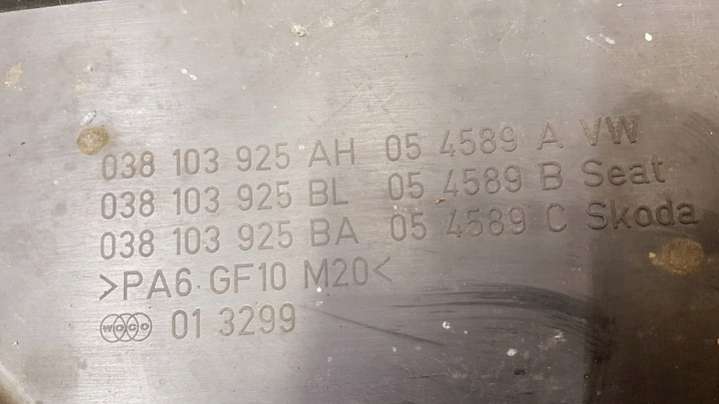 038 103 925 AH 05 4589 A VW
038 103 925 BL 05 4589 B Seat
038 103 925 BA 05 4589 C Skoda
>PA6.GF10 M20<
WOCO 01 3299